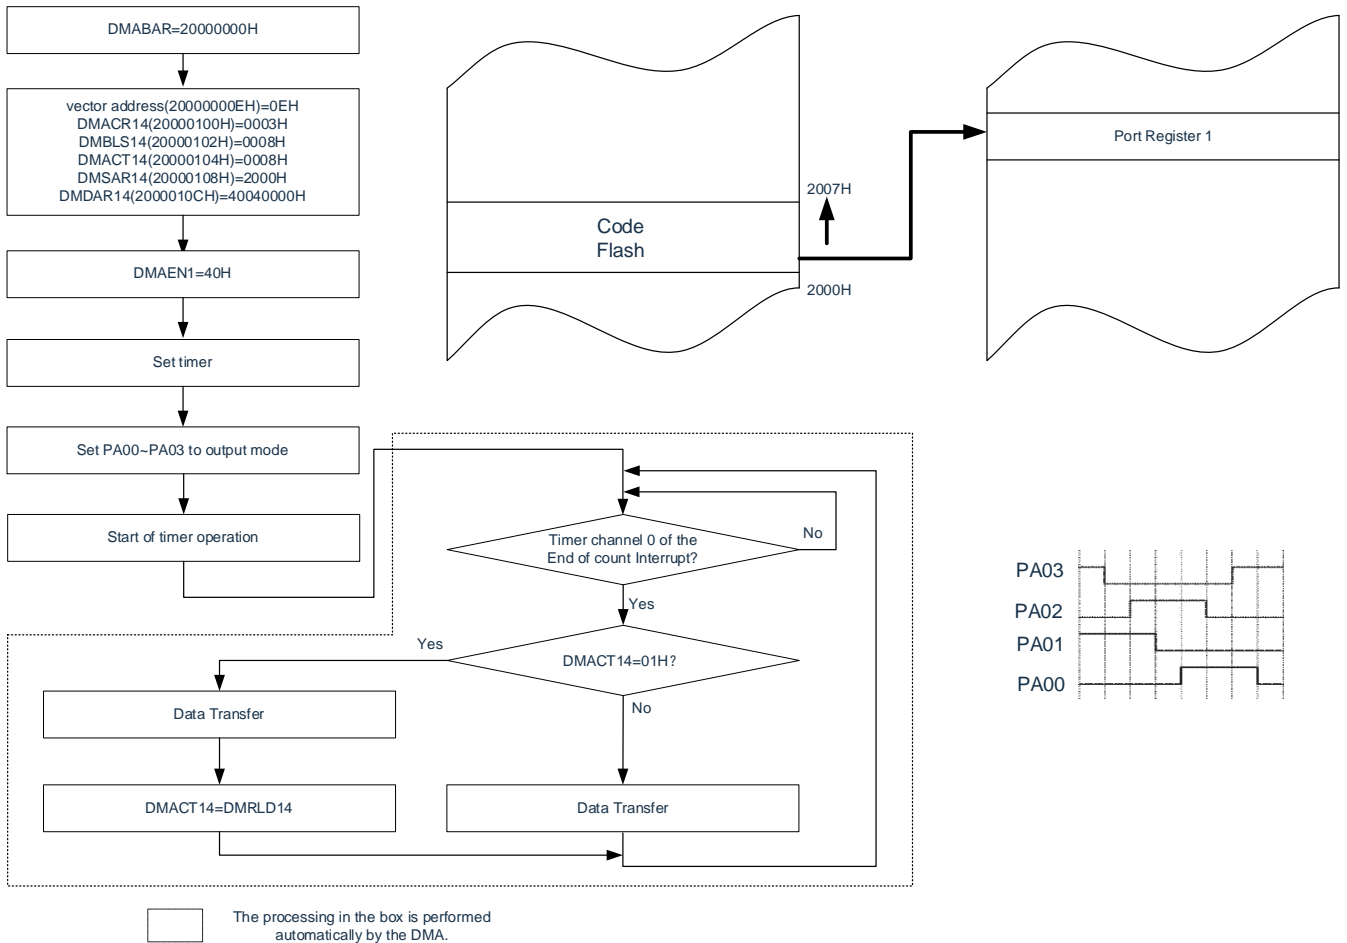 DMABAR=20000000H
vector address(20000000EH)=0EH
DMACR14(20000100H)=0003H
DMBLS14(20000102H)=0008H
DMACT14(20000104H)=0008H
DMSAR14(20000108H)=2000H
DMDAR14(2000010CH)=40040000H
DMAEN1=40H
Set timer
Set PA00~PA03 to output mode
Start of timer operation
Code
Flash
2007H
2000H
Port Register 1
Timer channel 0 of the
End of count Interrupt?
No
Yes
DMACT14=01H?
Yes
No
Data Transfer
DMACT14=DMRLD14
Data Transfer
PA03
PA02
PA01
PA00
The processing in the box is performed
automatically by the DMA.